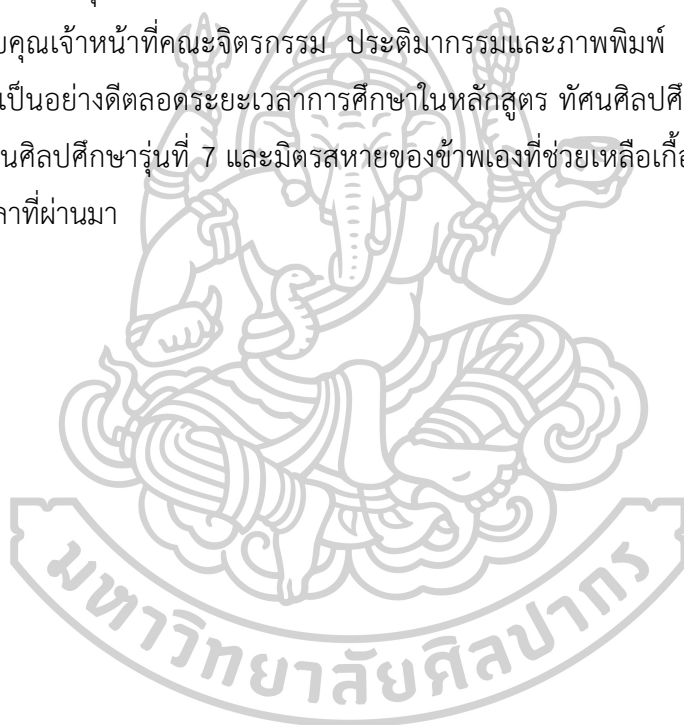 บคุณเจ้าหน้าที่คณะจิตรกรรม ประติมากรรมและภาพพิมพ์
เป็นอย่างดีตลอดระยะเวลาการศึกษาในหลักสูตร ทัศนศิลปศึ
นศิลปศึกษารุ่นที่ 7 และมิตรสหายของข้าพเองที่ช่วยเหลือเกื้อ
ลาที่ผ่านมา
มหาวิทยาลัยศิลปากร